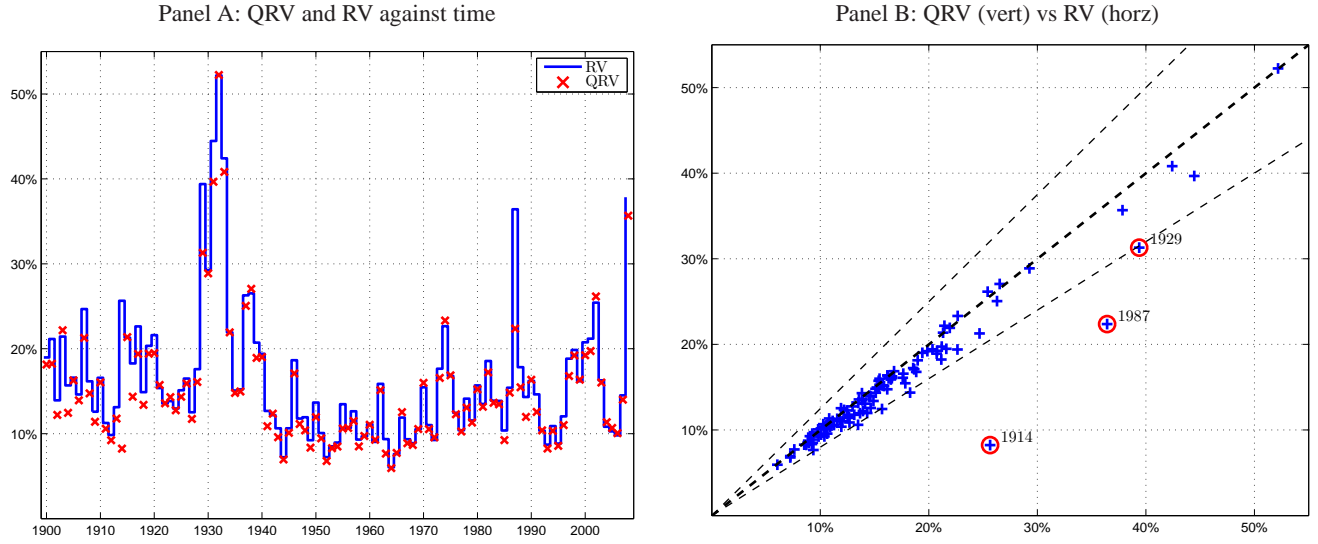 Panel A: QRV and RV against time
50%
40%
30%
20%
10%
1900 1910 1920 1930 1940 1950 1960 1970 1980 1990 2000
RV
QRV
Panel B: QRV (vert) vs RV (horz)
50%
40%
30%
20%
10%
10% 20% 30% 40% 50%
1929
1987
1914